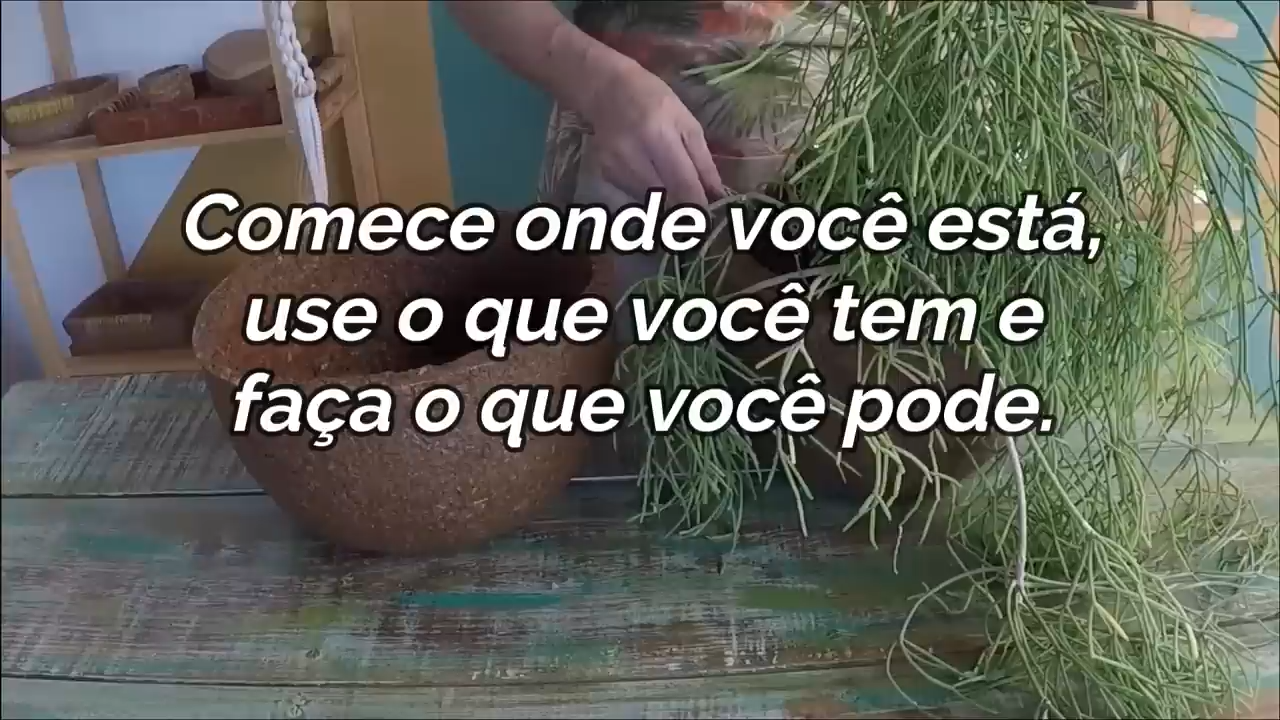 Comece onde você está,
use o que você tem e
faça o que você pode.